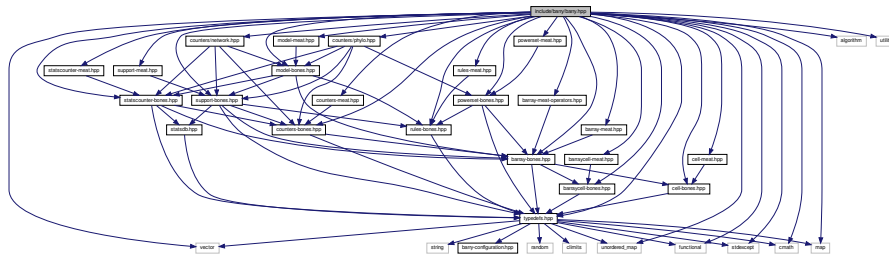 include/barry/barry.hpp
counters/network.hpp
model-meat.hpp
counters/phylo.hpp
powerset-meat.hpp
algorithm
utility
statscounter-meat.hpp
support-meat.hpp
model-bones.hpp
rules-meat.hpp
statscounter-bones.hpp
support-bones.hpp
counters-meat.hpp
powerset-bones.hpp
barray-meat-operators.hpp
statsdb.hpp
counters-bones.hpp
rules-bones.hpp
barray-meat.hpp
barray-bones.hpp
barraycell-meat.hpp
cell-meat.hpp
barraycell-bones.hpp
cell-bones.hpp
typedefs.hpp
vector
string
barry-configuration.hpp
random
climits
unordered_map
functional
stdexcept
cmath
map